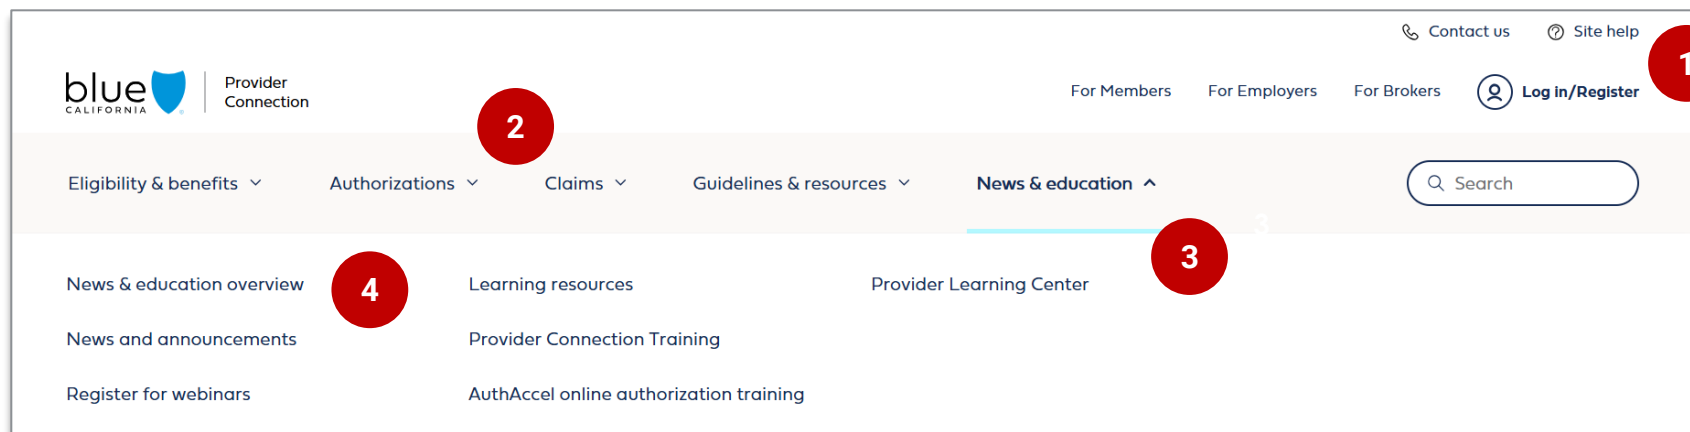 Contact us Site help
1
blue
CALIFORNIA
Provider
Connection
For Members For Employers For Brokers Log in/Register
2
Eligibility & benefits Authorizations Claims Guidelines & resources News & education Search
3
3
News & education overview 4 Learning resources Provider Learning Center
News and announcements Provider Connection Training
Register for webinars AuthAccel online authorization training